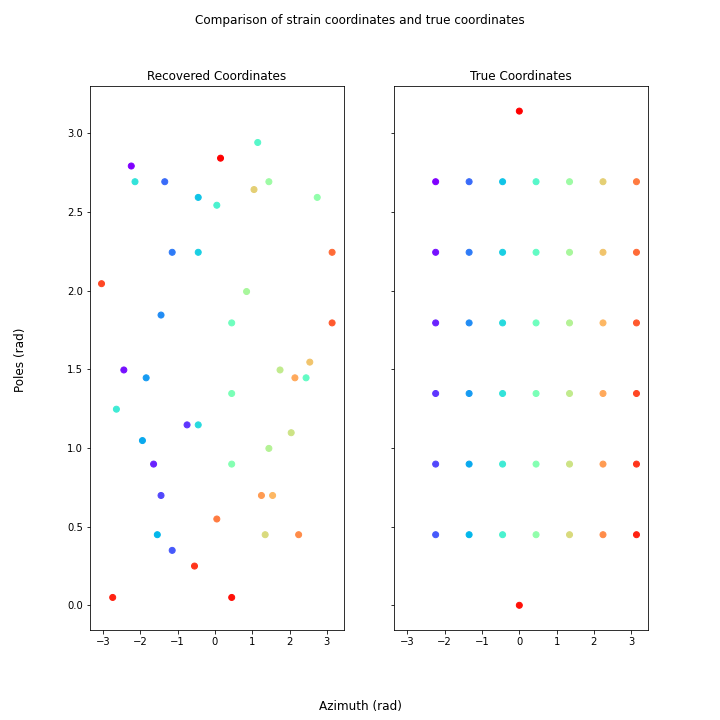 Comparison of strain coordinates and true coordinates
Recovered Coordinates
True Coordinates
Poles (rad)
3.0
2.5
2.0
1.5
1.0
0.5
0.0
−3 −2 −1 0 1 2 3
−3 −2 −1 0 1 2 3
Azimuth (rad)